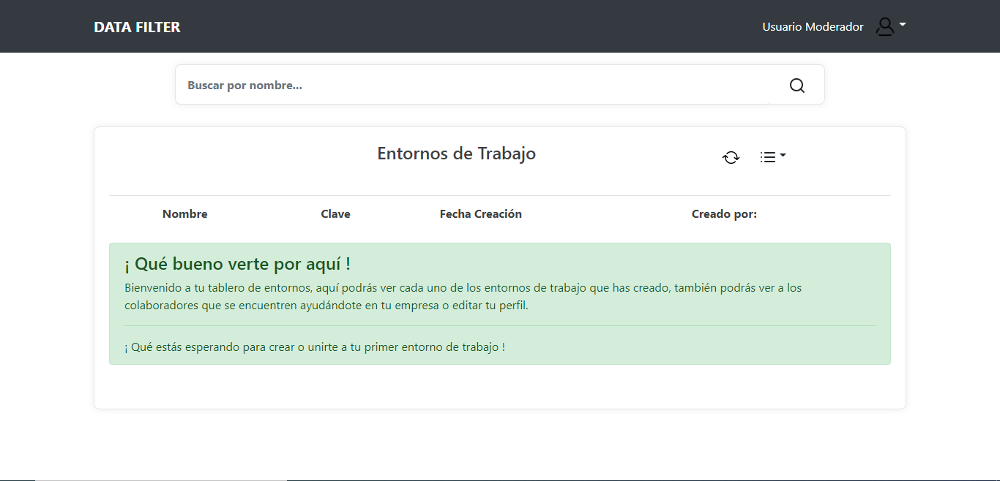 DATA FILTER
Usuario Moderador
Buscar por nombre...
Entornos de Trabajo
Nombre Clave Fecha Creación Creado por:
¡ Qué bueno verte por aquí !
Bienvenido a tu tablero de entornos, aquí podrás ver cada uno de los entornos de trabajo que has creado, también podrás ver a los
colaboradores que se encuentren ayudándote en tu empresa o editar tu perfil.
¡ Qué estás esperando para crear o unirte a tu primer entorno de trabajo !